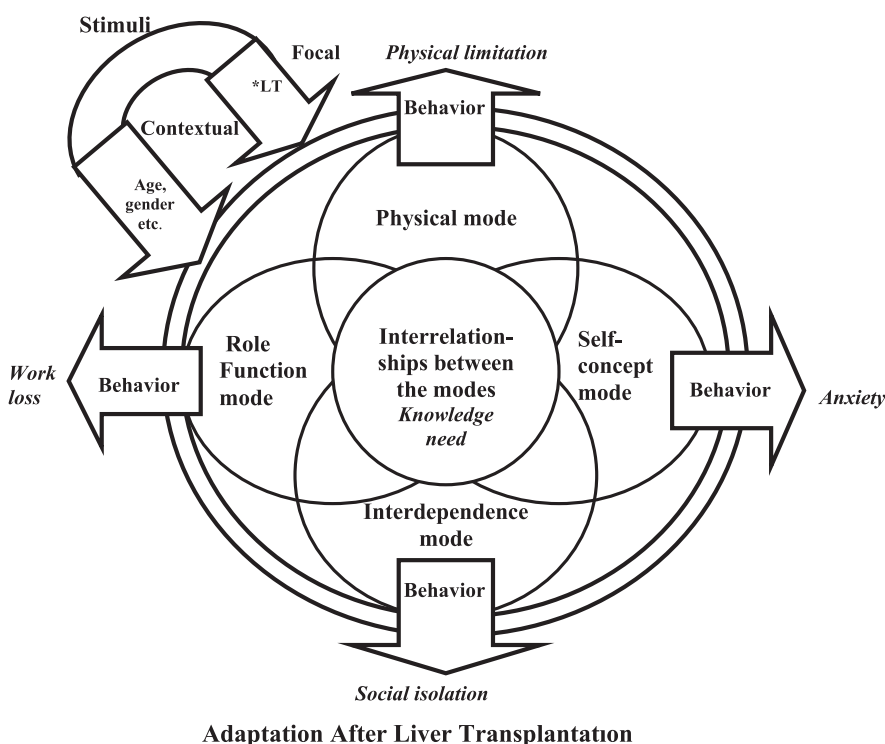 Stimuli
Focal
*LT
Contextual
Age,
gender
etc.
Physical limitation
Behavior
Physical mode
Role
Function
mode
Interrelation-
ships between
the modes
Knowledge
need
Self-
concept
mode
Work
loss
Behavior
Behavior
Anxiety
Interdependence
mode
Behavior
Social isolation
Adaptation After Liver Transplantation